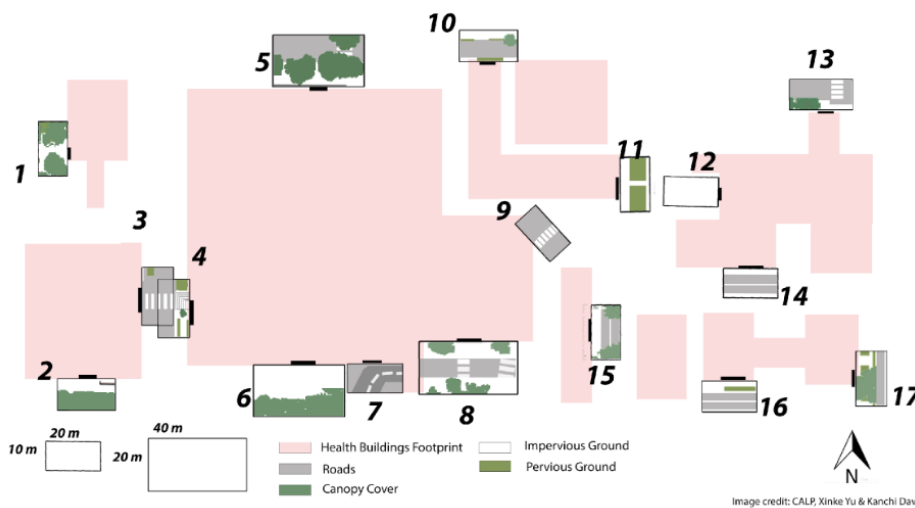 10
5
13
11
12
1
9
3
4
14
2
15
6
7
8
16
17
40 m
20 m
10 m
20 m
Health Buildings Footprint
Impervious Ground
Roads
Pervious Ground
Canopy Cover
N
Image credit: CALP, Xinke Yu & Kanchi Dav